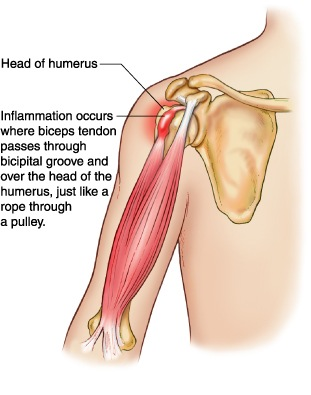 Head of humerus
Inflammation occurs
where biceps tendon
passes through
bicipital groove and
over the head of the
humerus, just like a
rope through
a pulley.